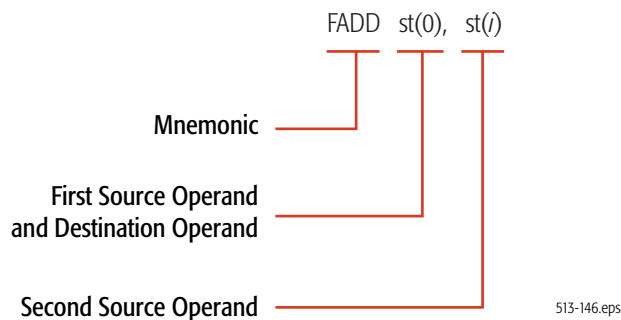 FADD st(0), st(i)
Mnemonic
First Source Operand
and Destination Operand
Second Source Operand
513-146.eps